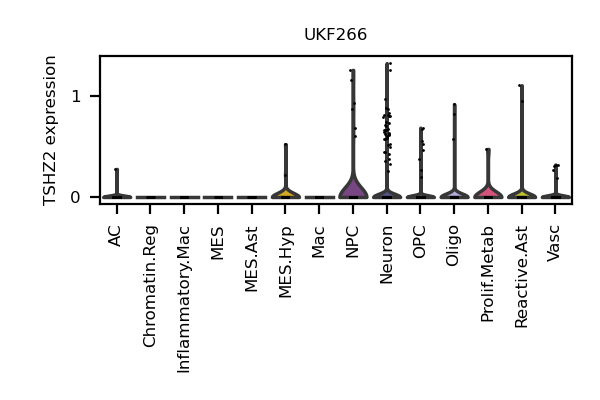 UKF266
TSHZ2 expression
1
0
AC
Chromatin.Reg
Inflammatory.Mac
MES
MES.Ast
MES.Hyp
Mac
NPC
Neuron
OPC
Oligo
Prolif.Metab
Reactive.Ast
Vasc